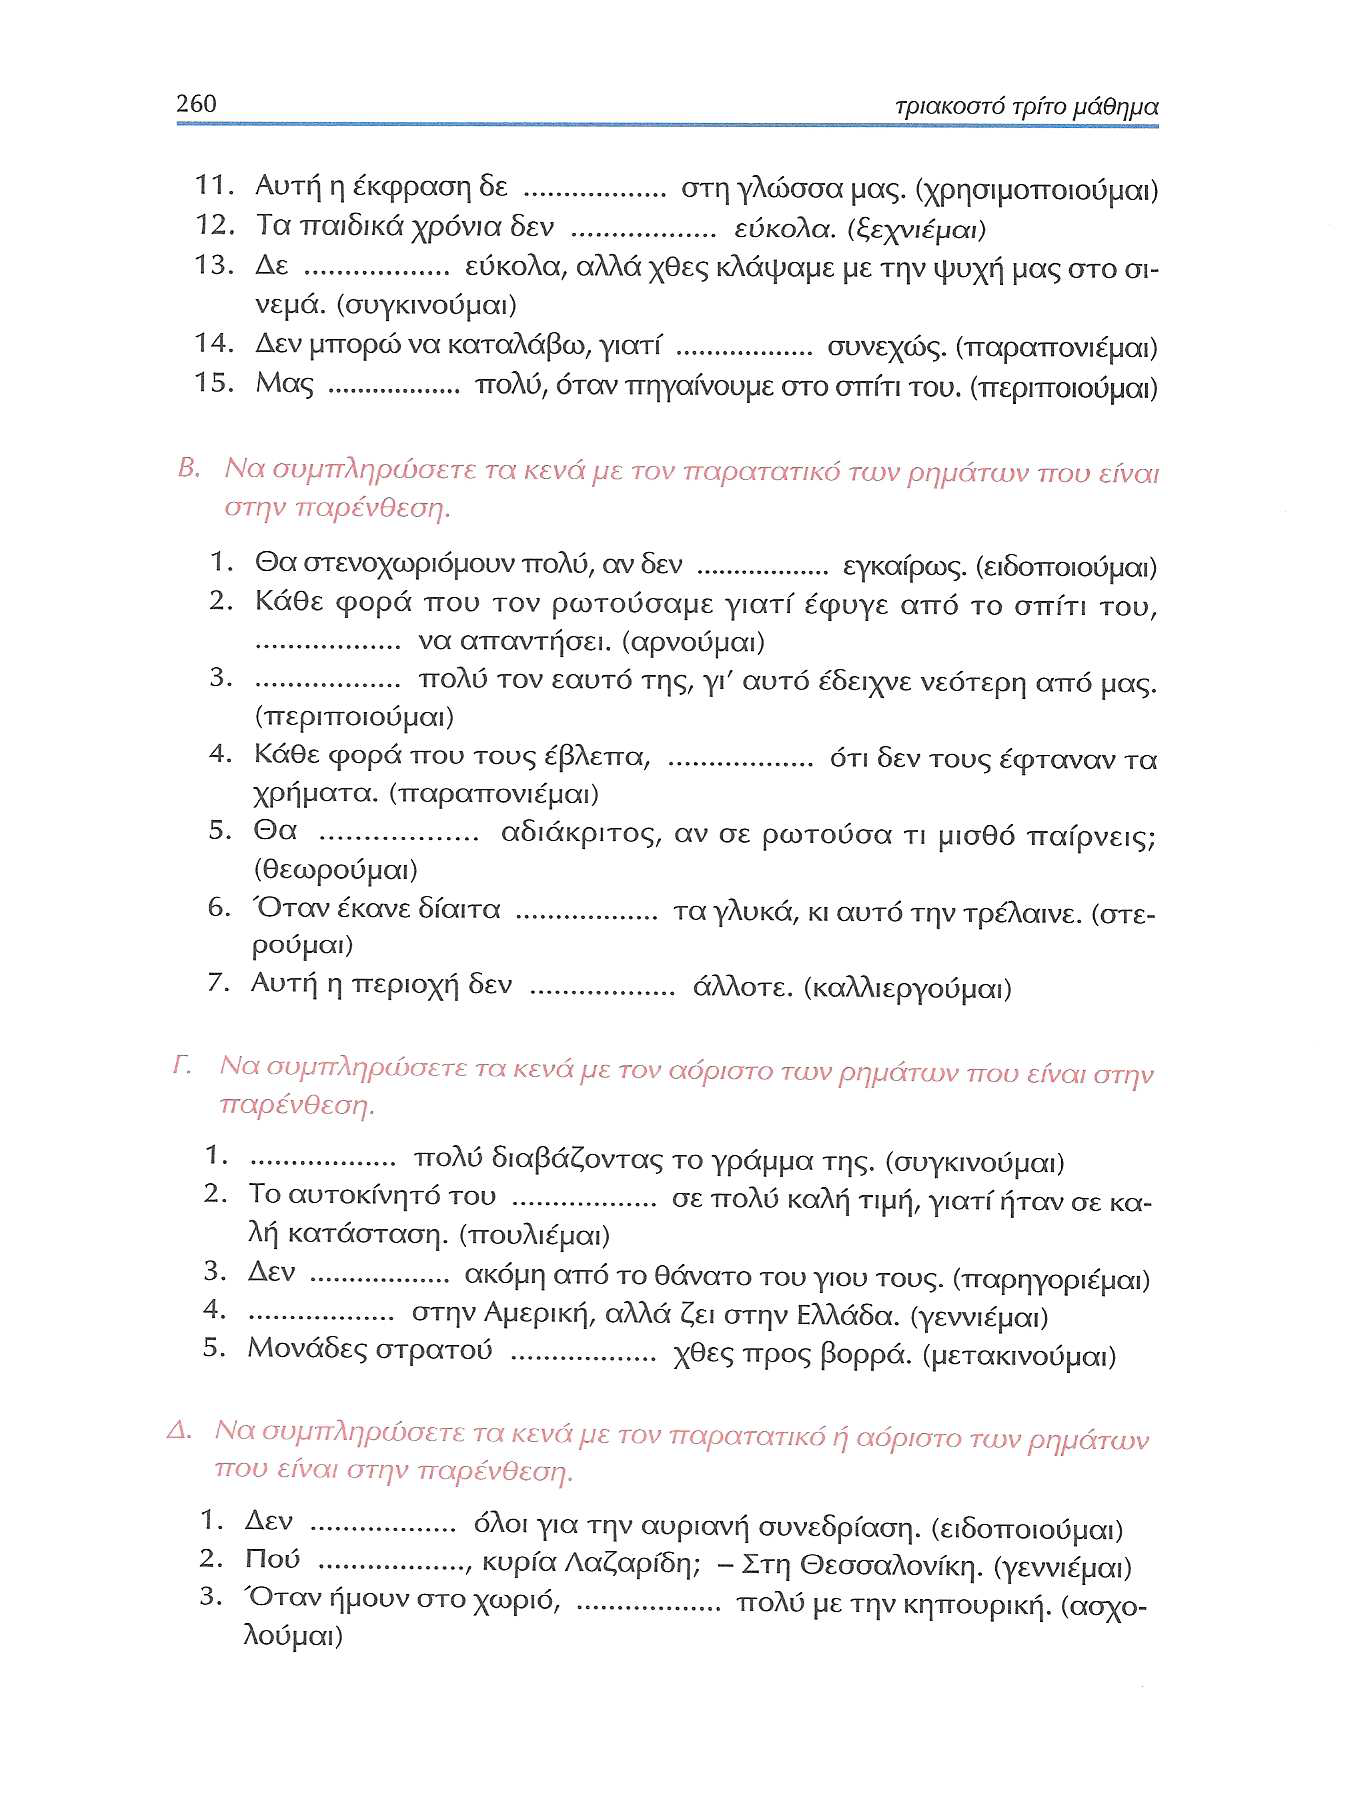 260 τριακοστό τρίτο μάθημα
11. Αυτή η έκφραση δε .................. στη γλώσσα μας. (χρησιμοποιούμαι)
12. Τα παιδικά χρόνια δεν .................. εύκολα. (ξεχνιέμαι)
13. Δε .................. εύκολα, αλλά χθες κλάψαμε με την ψυχή μας στο σι-
νεμά. (συγκινούμαι)
14. Δεν μπορώ να καταλάβω, γιατί .................. συνεχώς. (παραπονιέμαι)
15. Μας .................. πολύ, όταν πηγαίνουμε στο σπίτι του. (περιποιούμαι)
Β. Να συμπληρώσετε τα κενά με τον παρατατικό των ρημάτων που είναι
στην παρένθεση.
1. Θα στενοχωριόμουν πολύ, αν δεν .................. εγκαίρως. (ειδοποιούμαι)
2. Κάθε φορά που τον ρωτούσαμε γιατί έφυγε από το σπίτι του,
.................. να απαντήσει. (αρνούμαι)
3. .................. πολύ τον εαυτό της, γι' αυτό έδειχνε νεότερη από μας.
(περιποιούμαι)
4. Κάθε φορά που τους έβλεπα, .................. ότι δεν τους έφταναν τα
χρήματα. (παραπονιέμαι)
5. Θα .................. αδιάκριτος, αν σε ρωτούσα τι μισθό παίρνεις;
(θεωρούμαι)
6. Όταν έκανε δίαιτα .................. τα γλυκά, κι αυτό την τρέλαινε. (στε-
ρούμαι)
7. Αυτή η περιοχή δεν .................. άλλοτε. (καλλιεργούμαι)
Γ. Να συμπληρώσετε τα κενά με τον αόριστο των ρημάτων που είναι στην
παρένθεση.
1. .................. πολύ διαβάζοντας το γράμμα της. (συγκινούμαι)
2. Το αυτοκίνητό του .................. σε πολύ καλή τιμή, γιατί ήταν σε κα-
λή κατάσταση. (πουλιέμαι)
3. Δεν .................. ακόμη από το θάνατο του γιου τους. (παρηγοριέμαι)
4. .................. στην Αμερική, αλλά ζει στην Ελλάδα. (γεννιέμαι)
5. Μονάδες στρατού .................. χθες προς βορρά. (μετακινούμαι)
Δ. Να συμπληρώσετε τα κενά με τον παρατατικό ή αόριστο των ρημάτων
που είναι στην παρένθεση.
1. Δεν .................. όλοι για την αυριανή συνεδρίαση. (ειδοποιούμαι)
2. Πού .................., κυρία Λαζαρίδη; – Στη Θεσσαλονίκη. (γεννιέμαι)
3. Όταν ήμουν στο χωριό, .................. πολύ με την κηπουρική. (ασχο-
λούμαι)